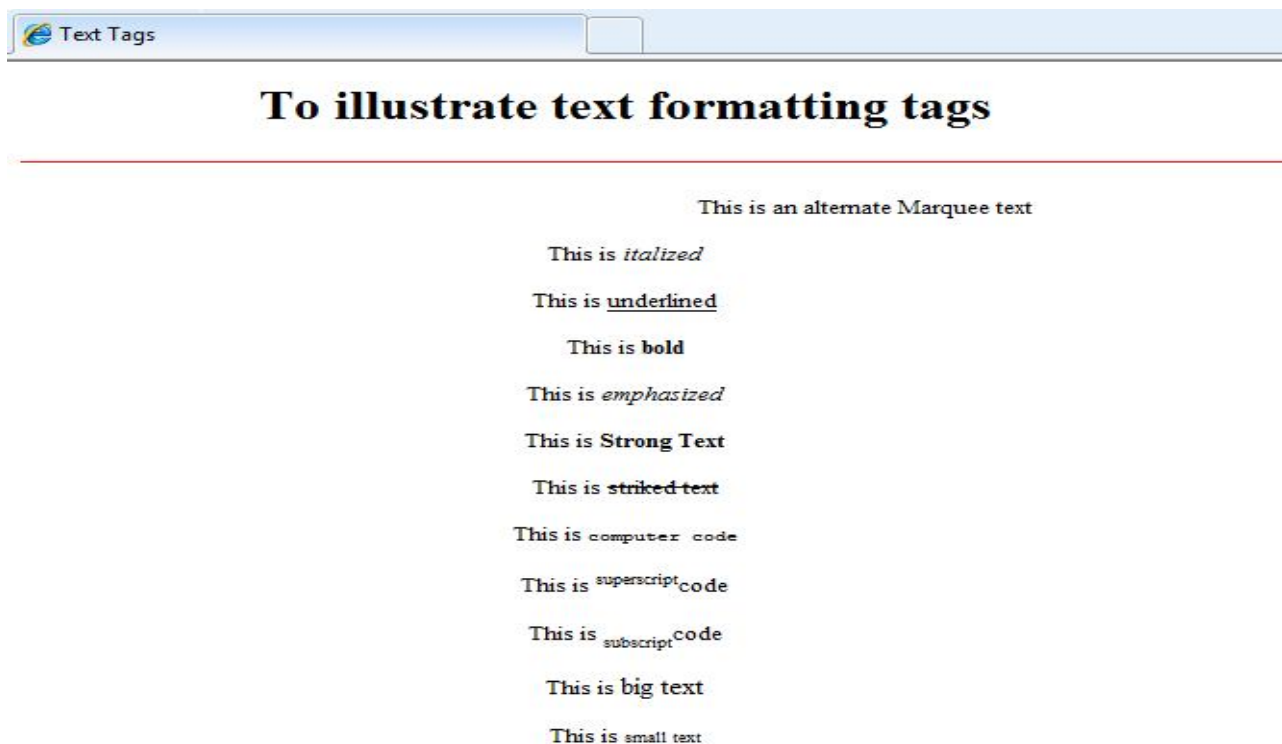 Text Tags
To illustrate text formatting tags
This is an alternate Marquee text
This is italized
This is underlined
This is bold
This is emphasized
This is Strong Text
This is striked text
This is computer code
This is superscriptcode
This is subscriptcode
This is big text
This is small text